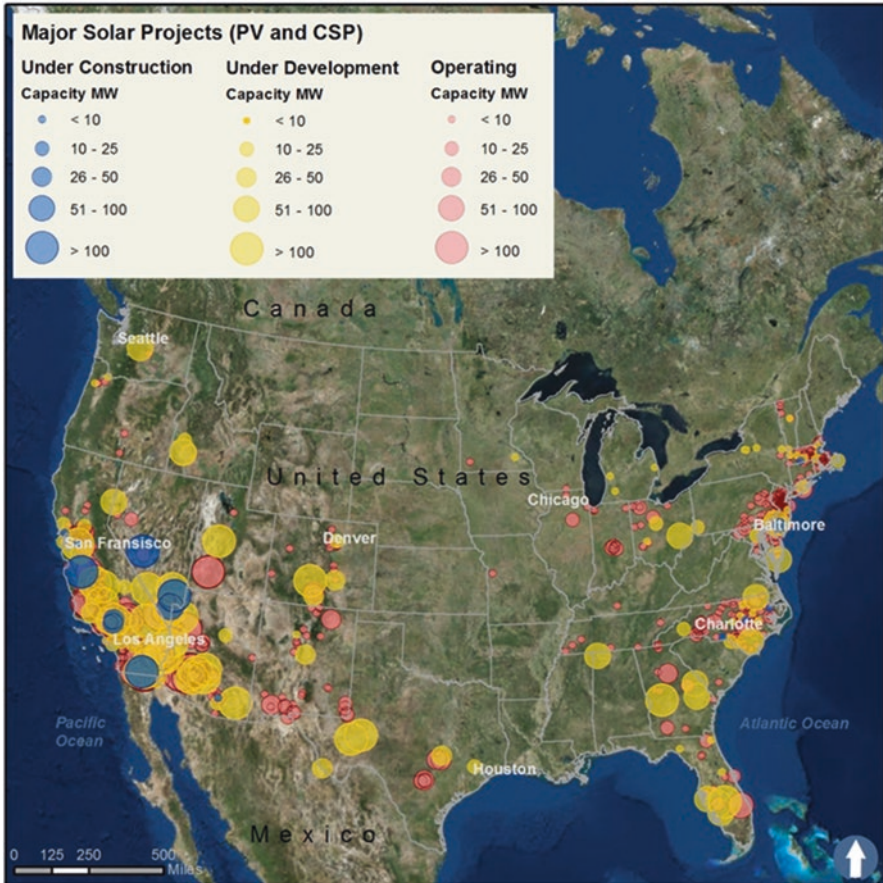 Major Solar Projects (PV and CSP)
Under Construction Under Development Operating
Capacity MW Capacity MW Capacity MW
< 10 < 10 < 10
10 - 25 10 - 25 10 - 25
26 - 50 26 - 50 26 - 50
51 - 100 51 - 100 51 - 100
> 100 > 100 > 100
Canada
Seattle
United States
Chicago
Denver
San Fransisco
Baltimore
Los Angeles
Charlotte
Pacific
Ocean
Atlantic Ocean
Houston
Mexico
0 125 250 500
Miles